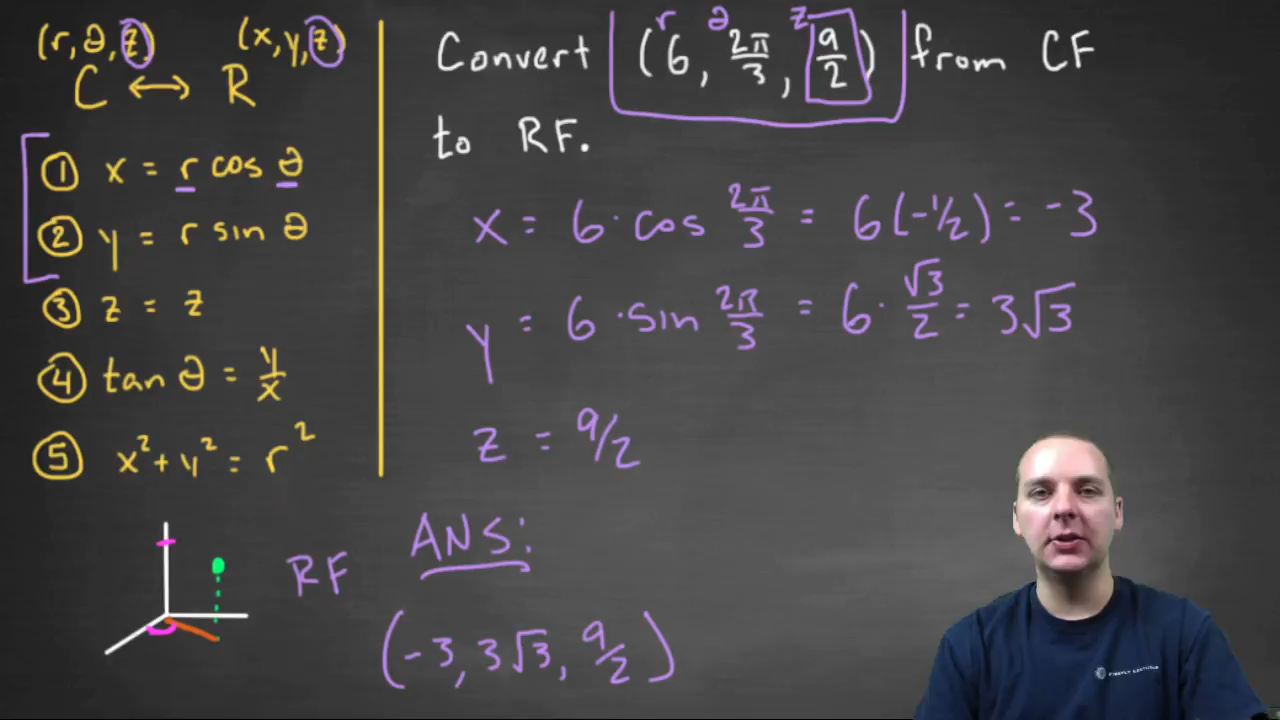 (r, θ, z) (x, y, z)
C ↔ R
① x = r cos θ
② y = r sin θ
③ z = z
④ tan θ = y/x
⑤ x² + y² = r²
r θ z
Convert (6, 2π/3, 9/2) from CF
to RF.
x = 6 · cos 2π/3 = 6(-1/2) = -3
y = 6 · sin 2π/3 = 6 · √3/2 = 3√3
z = 9/2
RF ANS:
(-3, 3√3, 9/2)
FIREFLY LECTURES